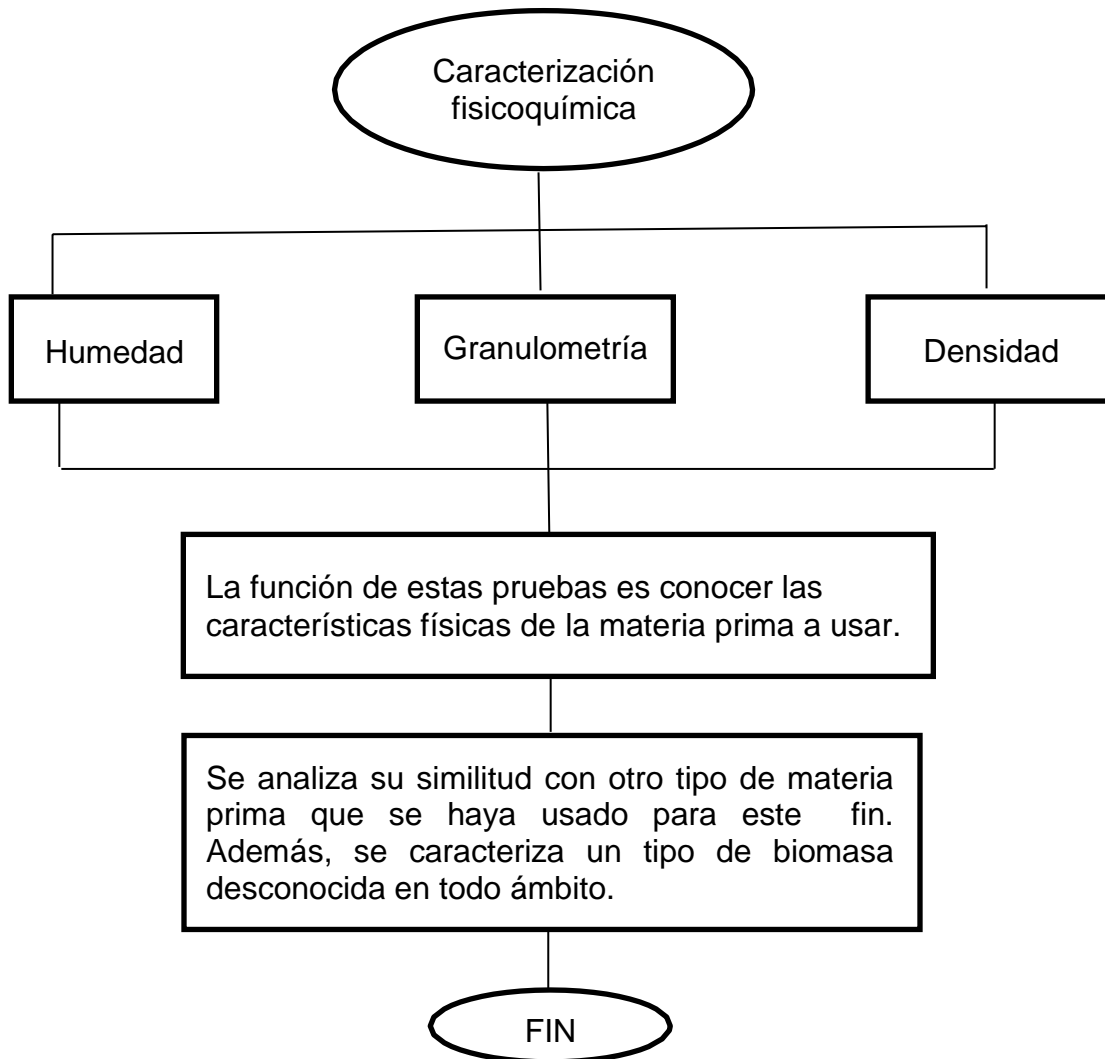 Caracterización
fisicoquímica
Humedad
Granulometría
Densidad
La función de estas pruebas es conocer las
características físicas de la materia prima a usar.
Se analiza su similitud con otro tipo de materia
prima que se haya usado para este fin.
Además, se caracteriza un tipo de biomasa
desconocida en todo ámbito.
FIN